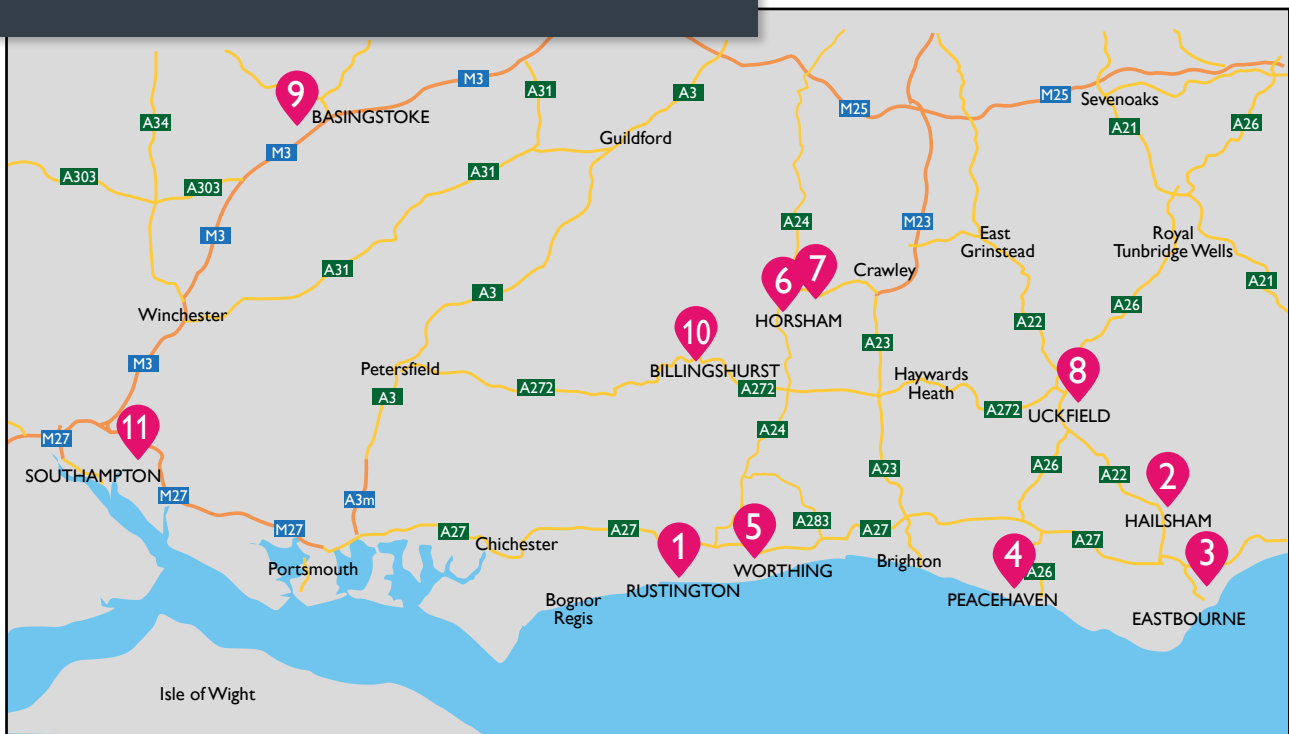 9
BASINGSTOKE
M3
A31
A3
M25
M25
Sevenoaks
A34
A21
A26
Guildford
M3
A303
A303
A31
M3
A24
M23
East
Grinstead
Royal
Tunbridge Wells
A31
A3
6
7
Crawley
HORSHAM
A21
A26
Winchester
A22
10
BILLINGSHURST
A23
M3
Petersfield
A272
A272
A3
Haywards
Heath
A272
8
UCKFIELD
11
M27
SOUTHAMPTON
A24
A23
A26
A22
2
HAILSHAM
M27
A3m
M27
A27
Chichester
A27
A283
A27
A27
Portsmouth
1
RUSTINGTON
5
WORTHING
Brighton
4
A26
PEACEHAVEN
3
EASTBOURNE
Bognor
Regis
Isle of Wight